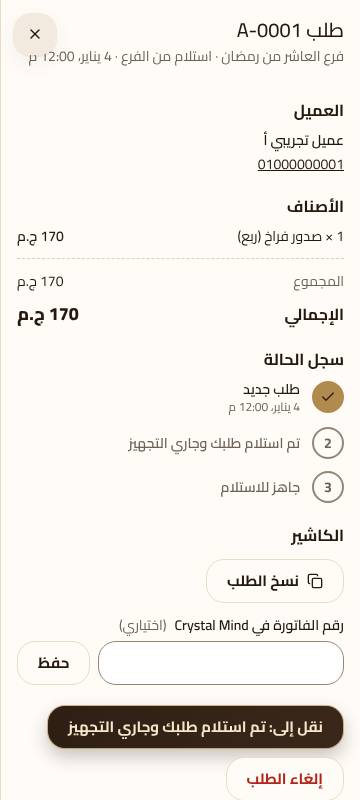 طلب A-0001
فرع العاشر من رمضان · استلام من الفرع · 4 يناير، 12:00 م
العميل
عميل تجريبي أ
01000000001
الأصناف
1 × صدور فراخ (ربع) 170 ج.م
المجموع 170 ج.م
الإجمالي 170 ج.م
سجل الحالة
طلب جديد
4 يناير، 12:00 م
2 تم استلام طلبك وجاري التجهيز
3 جاهز للاستلام
الكاشير
نسخ الطلب
رقم الفاتورة في Crystal Mind (اختياري)
حفظ
نقل إلى: تم استلام طلبك وجاري التجهيز
إلغاء الطلب